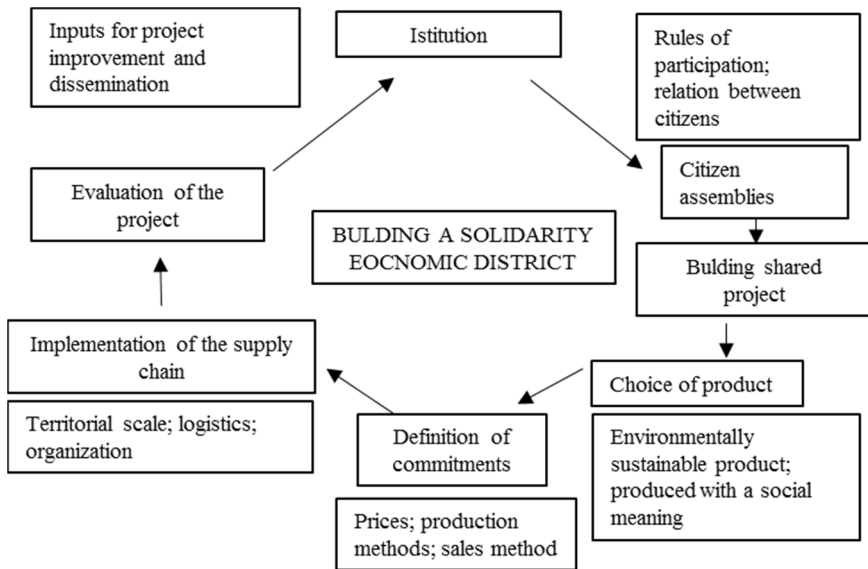 Inputs for project
improvement and
dissemination
Istitution
Rules of
participation;
relation between
citizens
Citizen
assemblies
Evaluation of the
project
BULDING A SOLIDARITY
EOCNOMIC DISTRICT
Bulding shared
project
Implementation of the supply
chain
Choice of product
Territorial scale; logistics;
organization
Definition of
commitments
Environmentally
sustainable product;
produced with a social
meaning
Prices; production
methods; sales method